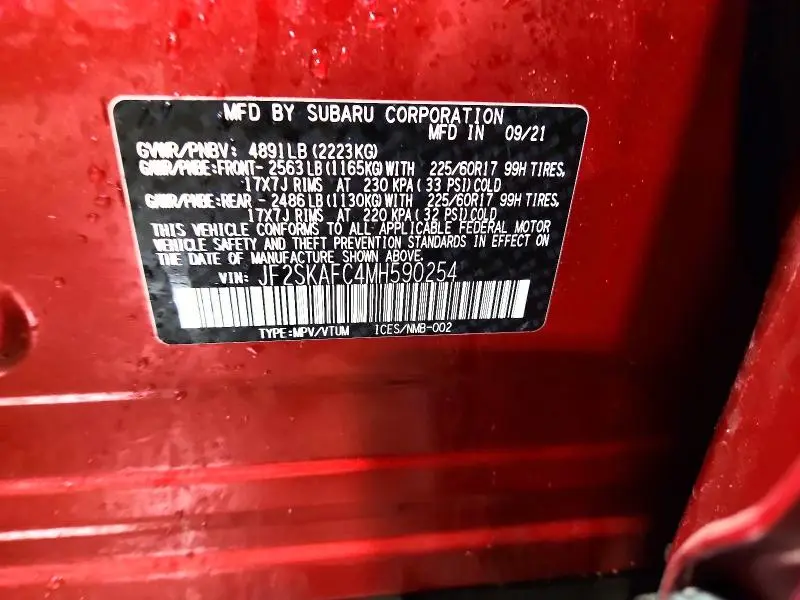 MFD BY SUBARU CORPORATION
MFD IN 09/21
GVWR/PNBV: 4891LB(2223KG)
GAWR/PNBE:FRONT- 2563LB(1165KG)WITH 225/60R17 99H TIRES,
17X7J RIMS AT 230 KPA(33 PSI)COLD
GAWR/PNBE:REAR - 2486LB(1130KG)WITH 225/60R17 99H TIRES,
17X7J RIMS AT 220 KPA(32 PSI)COLD
THIS VEHICLE CONFORMS TO ALL APPLICABLE FEDERAL MOTOR
VEHICLE SAFETY AND THEFT PREVENTION STANDARDS IN EFFECT ON
THE DATE OF MANUFACTURE SHOWN ABOVE.
VIN: JF2SKAFC4MH590254
TYPE:MPV/VTUM ICES/NMB-002